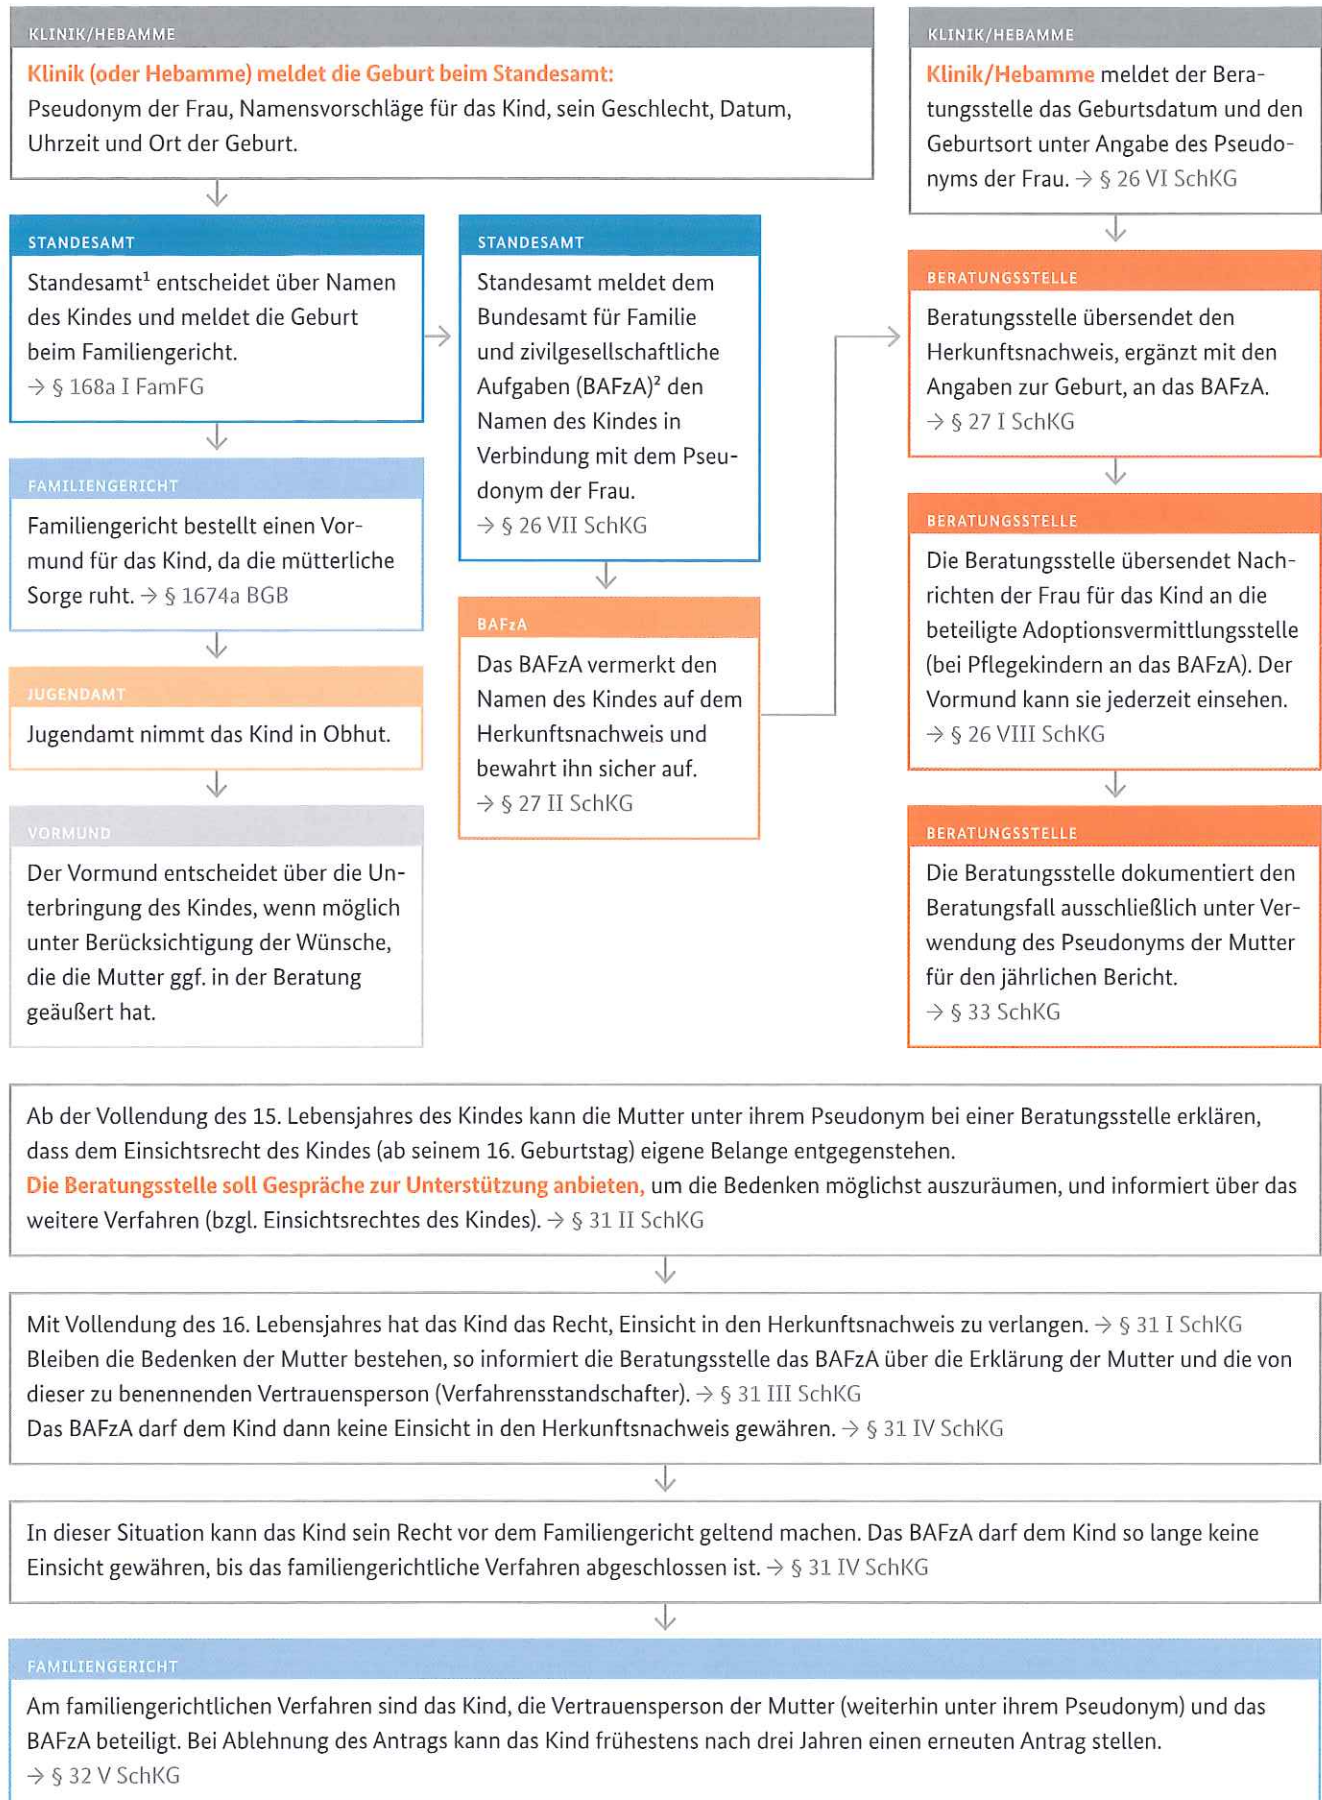 KLINIK/HEBAMME
Klinik (oder Hebamme) meldet die Geburt beim Standesamt:
Pseudonym der Frau, Namensvorschläge für das Kind, sein Geschlecht, Datum,
Uhrzeit und Ort der Geburt.
KLINIK/HEBAMME
Klinik/Hebamme meldet der Bera-
tungsstelle das Geburtsdatum und den
Geburtsort unter Angabe des Pseudo-
nyms der Frau. → § 26 VI SchKG
STANDESAMT
Standesamt¹ entscheidet über Namen
des Kindes und meldet die Geburt
beim Familiengericht.
→ § 168a I FamFG
STANDESAMT
Standesamt meldet dem
Bundesamt für Familie
und zivilgesellschaftliche
Aufgaben (BAFzA)² den
Namen des Kindes in
Verbindung mit dem Pseu-
donym der Frau.
→ § 26 VII SchKG
BERATUNGSSTELLE
Beratungsstelle übersendet den
Herkunftsnachweis, ergänzt mit den
Angaben zur Geburt, an das BAFzA.
→ § 27 I SchKG
FAMILIENGERICHT
Familiengericht bestellt einen Vor-
mund für das Kind, da die mütterliche
Sorge ruht. → § 1674a BGB
BERATUNGSSTELLE
Die Beratungsstelle übersendet Nach-
richten der Frau für das Kind an die
beteiligte Adoptionsvermittlungsstelle
(bei Pflegekindern an das BAFzA). Der
Vormund kann sie jederzeit einsehen.
→ § 26 VIII SchKG
BAFzA
Das BAFzA vermerkt den
Namen des Kindes auf dem
Herkunftsnachweis und
bewahrt ihn sicher auf.
→ § 27 II SchKG
JUGENDAMT
Jugendamt nimmt das Kind in Obhut.
VORMUND
Der Vormund entscheidet über die Un-
terbringung des Kindes, wenn möglich
unter Berücksichtigung der Wünsche,
die die Mutter ggf. in der Beratung
geäußert hat.
BERATUNGSSTELLE
Die Beratungsstelle dokumentiert den
Beratungsfall ausschließlich unter Ver-
wendung des Pseudonyms der Mutter
für den jährlichen Bericht.
→ § 33 SchKG
Ab der Vollendung des 15. Lebensjahres des Kindes kann die Mutter unter ihrem Pseudonym bei einer Beratungsstelle erklären,
dass dem Einsichtsrecht des Kindes (ab seinem 16. Geburtstag) eigene Belange entgegenstehen.
Die Beratungsstelle soll Gespräche zur Unterstützung anbieten, um die Bedenken möglichst auszuräumen, und informiert über das
weitere Verfahren (bzgl. Einsichtsrechtes des Kindes). → § 31 II SchKG
Mit Vollendung des 16. Lebensjahres hat das Kind das Recht, Einsicht in den Herkunftsnachweis zu verlangen. → § 31 I SchKG
Bleiben die Bedenken der Mutter bestehen, so informiert die Beratungsstelle das BAFzA über die Erklärung der Mutter und die von
dieser zu benennenden Vertrauensperson (Verfahrensstandschafter). → § 31 III SchKG
Das BAFzA darf dem Kind dann keine Einsicht in den Herkunftsnachweis gewähren. → § 31 IV SchKG
In dieser Situation kann das Kind sein Recht vor dem Familiengericht geltend machen. Das BAFzA darf dem Kind so lange keine
Einsicht gewähren, bis das familiengerichtliche Verfahren abgeschlossen ist. → § 31 IV SchKG
FAMILIENGERICHT
Am familiengerichtlichen Verfahren sind das Kind, die Vertrauensperson der Mutter (weiterhin unter ihrem Pseudonym) und das
BAFzA beteiligt. Bei Ablehnung des Antrags kann das Kind frühestens nach drei Jahren einen erneuten Antrag stellen.
→ § 32 V SchKG